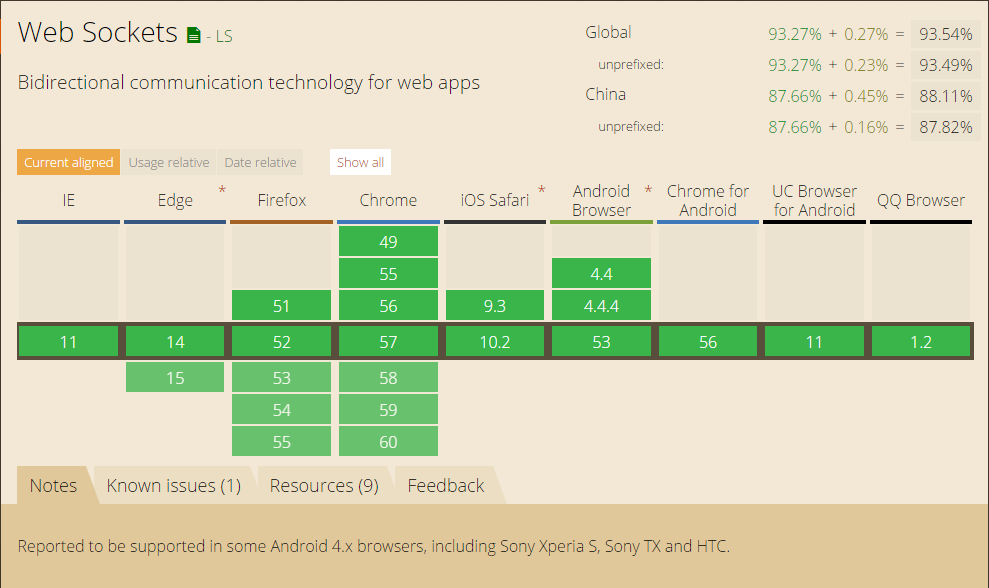 Web Sockets - LS
Global 93.27% + 0.27% = 93.54%
unprefixed: 93.27% + 0.23% = 93.49%
China 87.66% + 0.45% = 88.11%
unprefixed: 87.66% + 0.16% = 87.82%
Bidirectional communication technology for web apps
Current aligned Usage relative Date relative Show all
IE Edge * Firefox Chrome iOS Safari * Android Browser * Chrome for Android UC Browser for Android QQ Browser
49
55 4.4
51 56 9.3 4.4.4
11 14 52 57 10.2 53 56 11 1.2
15 53 58
54 59
55 60
Notes Known issues (1) Resources (9) Feedback
Reported to be supported in some Android 4.x browsers, including Sony Xperia S, Sony TX and HTC.